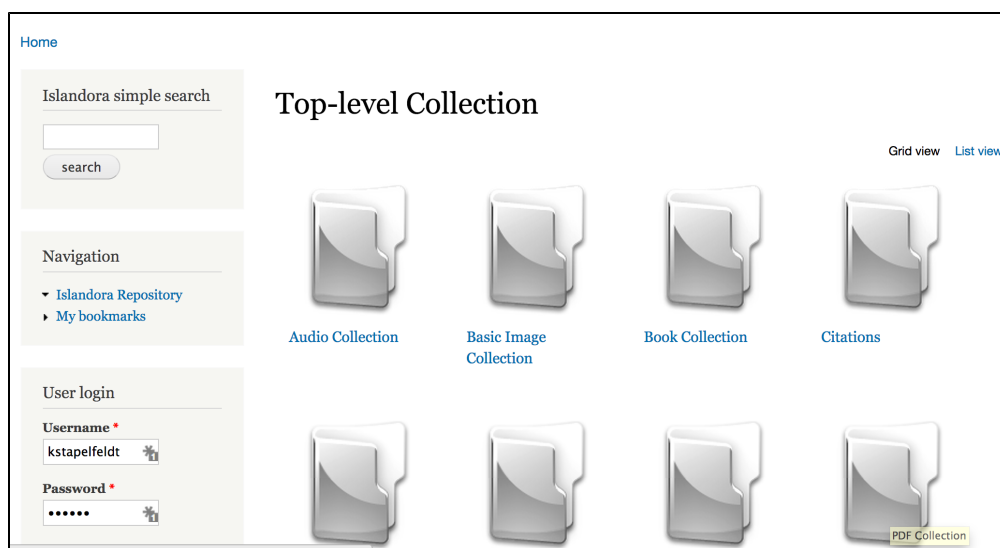 Home
Islandora simple search
search
Navigation
Islandora Repository
My bookmarks
User login
Username *
kstapelfeldt
Password *
••••••
Top-level Collection
Grid view List view
Audio Collection
Basic Image
Collection
Book Collection
Citations
PDF Collection